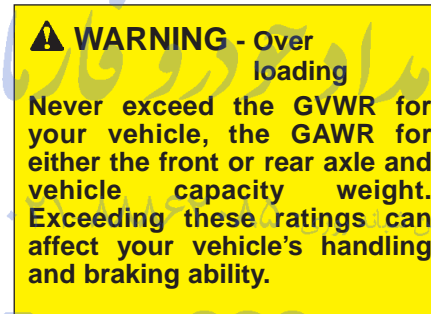 WARNING - Over
loading
Never exceed the GVWR for
your vehicle, the GAWR for
either the front or rear axle and
vehicle capacity weight.
Exceeding these ratings can
affect your vehicle's handling
and braking ability.